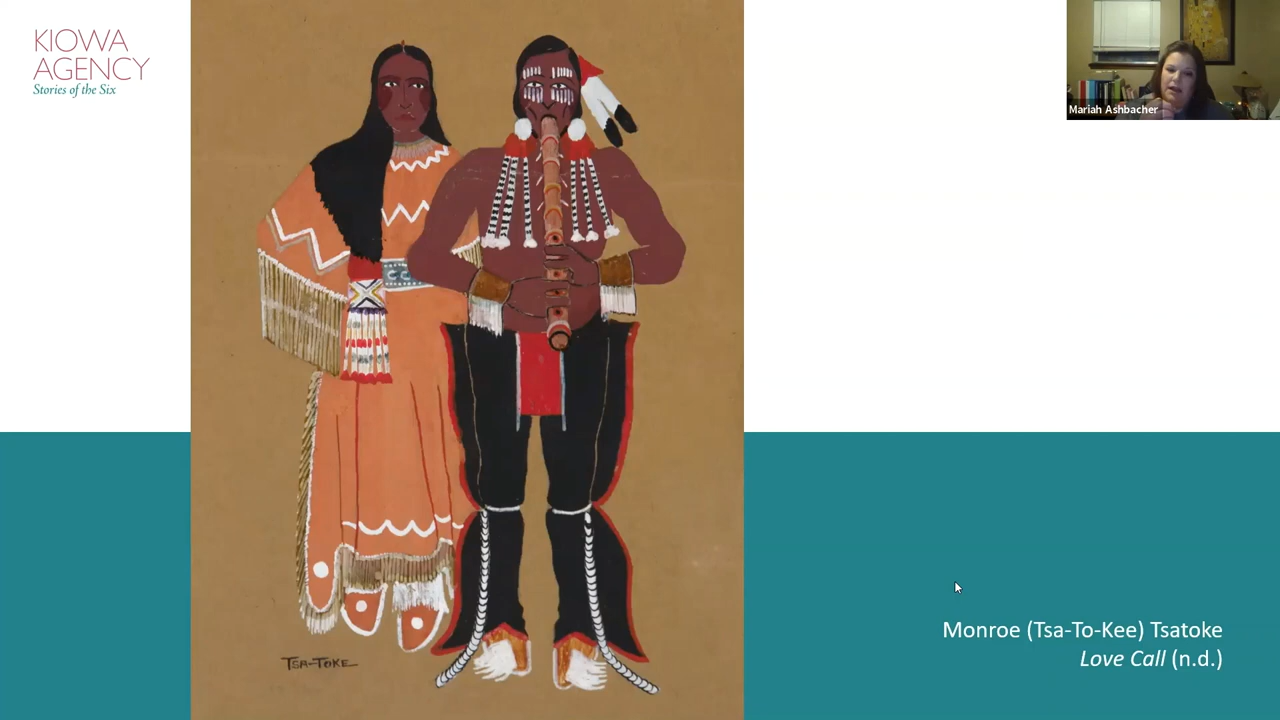 KIOWA
AGENCY
Stories of the Six
Mariah Ashbacher
TSA-TOKE
Monroe (Tsa-To-Kee) Tsatoke
Love Call (n.d.)